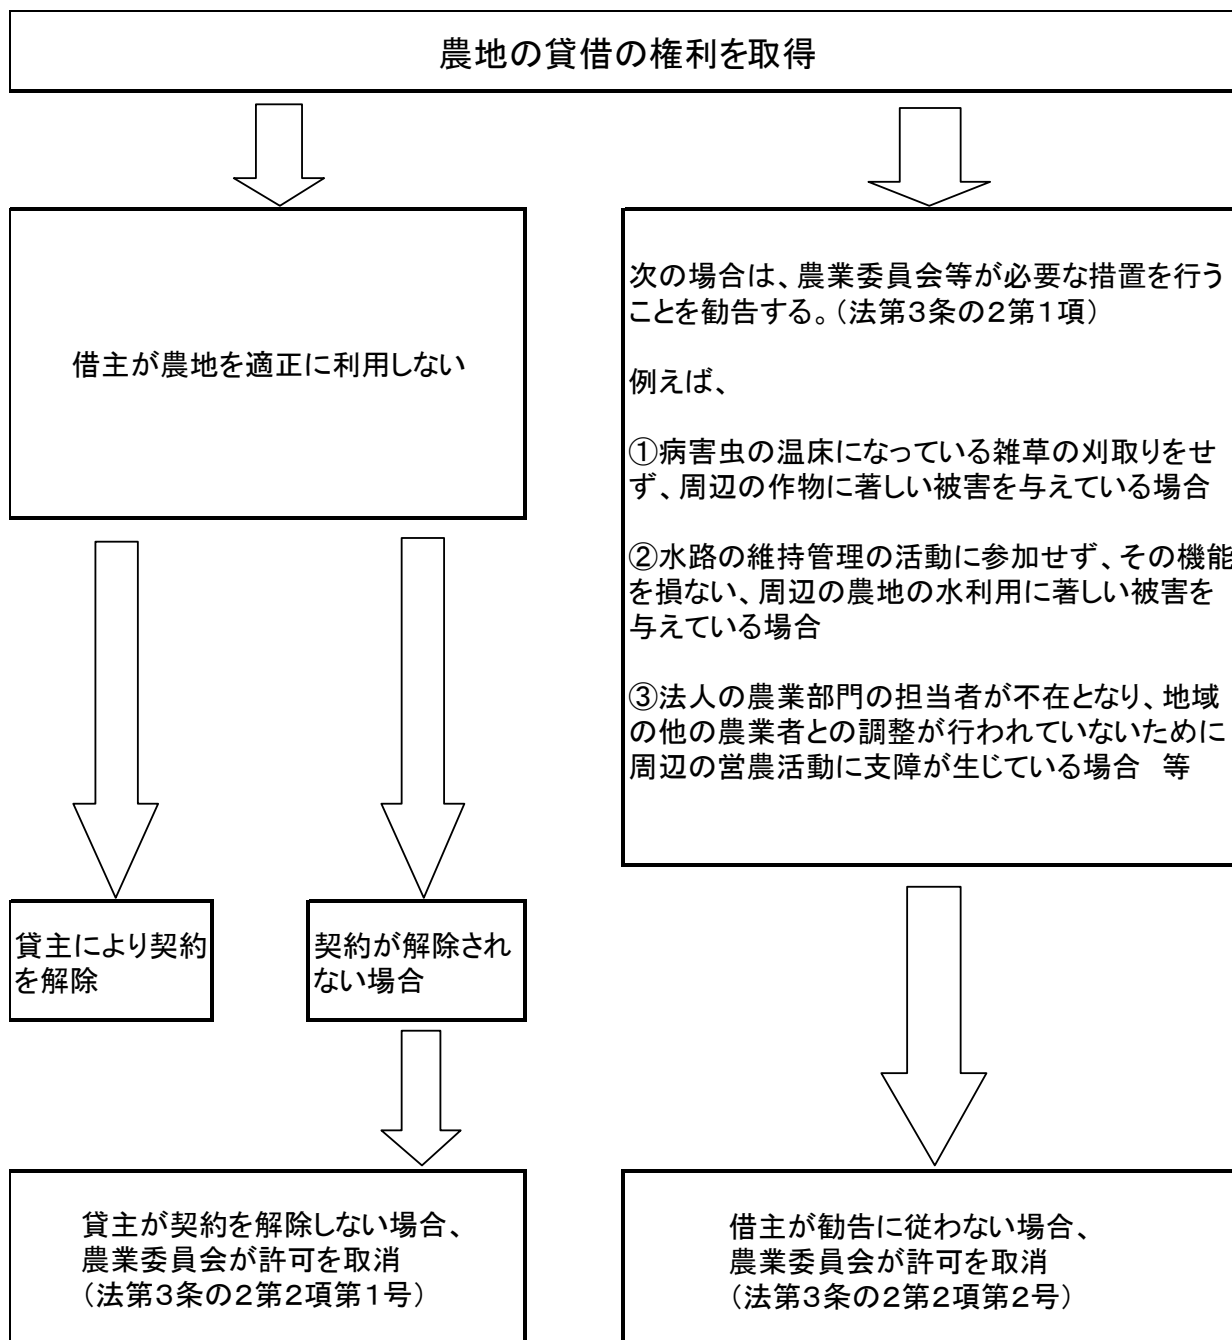 農地の貸借の権利を取得
借主が農地を適正に利用しない
次の場合は、農業委員会等が必要な措置を行う
ことを勧告する。（法第３条の２第１項）
例えば、
①病害虫の温床になっている雑草の刈取りをせ
ず、周辺の作物に著しい被害を与えている場合
②水路の維持管理の活動に参加せず、その機能
を損ない、周辺の農地の水利用に著しい被害を
与えている場合
③法人の農業部門の担当者が不在となり、地域
の他の農業者との調整が行われていないために
周辺の営農活動に支障が生じている場合　等
貸主により契約
を解除
契約が解除され
ない場合
貸主が契約を解除しない場合、
農業委員会が許可を取消
（法第３条の２第２項第１号）
借主が勧告に従わない場合、
農業委員会が許可を取消
（法第３条の２第２項第２号）